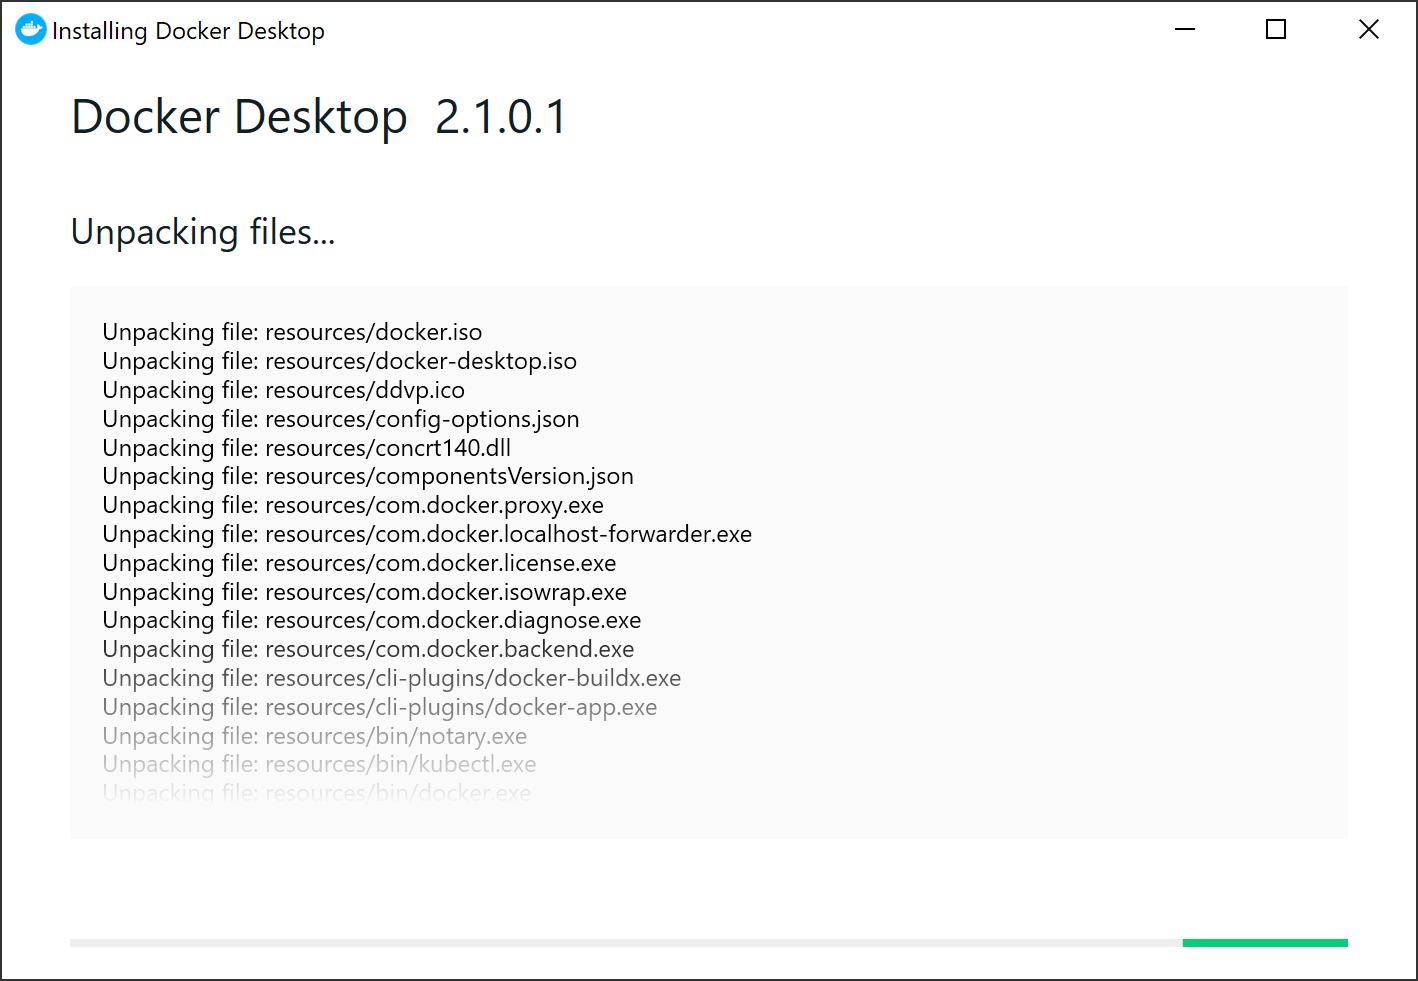 Installing Docker Desktop
Docker Desktop 2.1.0.1
Unpacking files...
Unpacking file: resources/docker.iso
Unpacking file: resources/docker-desktop.iso
Unpacking file: resources/ddvp.ico
Unpacking file: resources/config-options.json
Unpacking file: resources/concrt140.dll
Unpacking file: resources/componentsVersion.json
Unpacking file: resources/com.docker.proxy.exe
Unpacking file: resources/com.docker.localhost-forwarder.exe
Unpacking file: resources/com.docker.license.exe
Unpacking file: resources/com.docker.isowrap.exe
Unpacking file: resources/com.docker.diagnose.exe
Unpacking file: resources/com.docker.backend.exe
Unpacking file: resources/cli-plugins/docker-buildx.exe
Unpacking file: resources/cli-plugins/docker-app.exe
Unpacking file: resources/bin/notary.exe
Unpacking file: resources/bin/kubectl.exe
Unpacking file: resources/bin/docker.exe